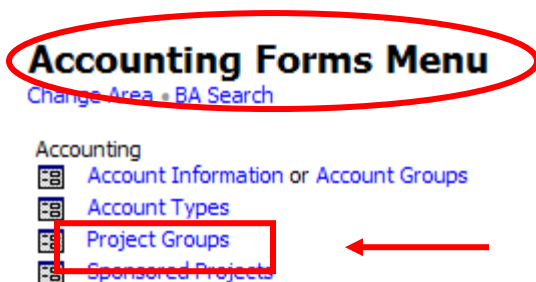 Accounting Forms Menu
Change Area • BA Search
Accounting
Account Information or Account Groups
Account Types
Project Groups
Sponsored Projects